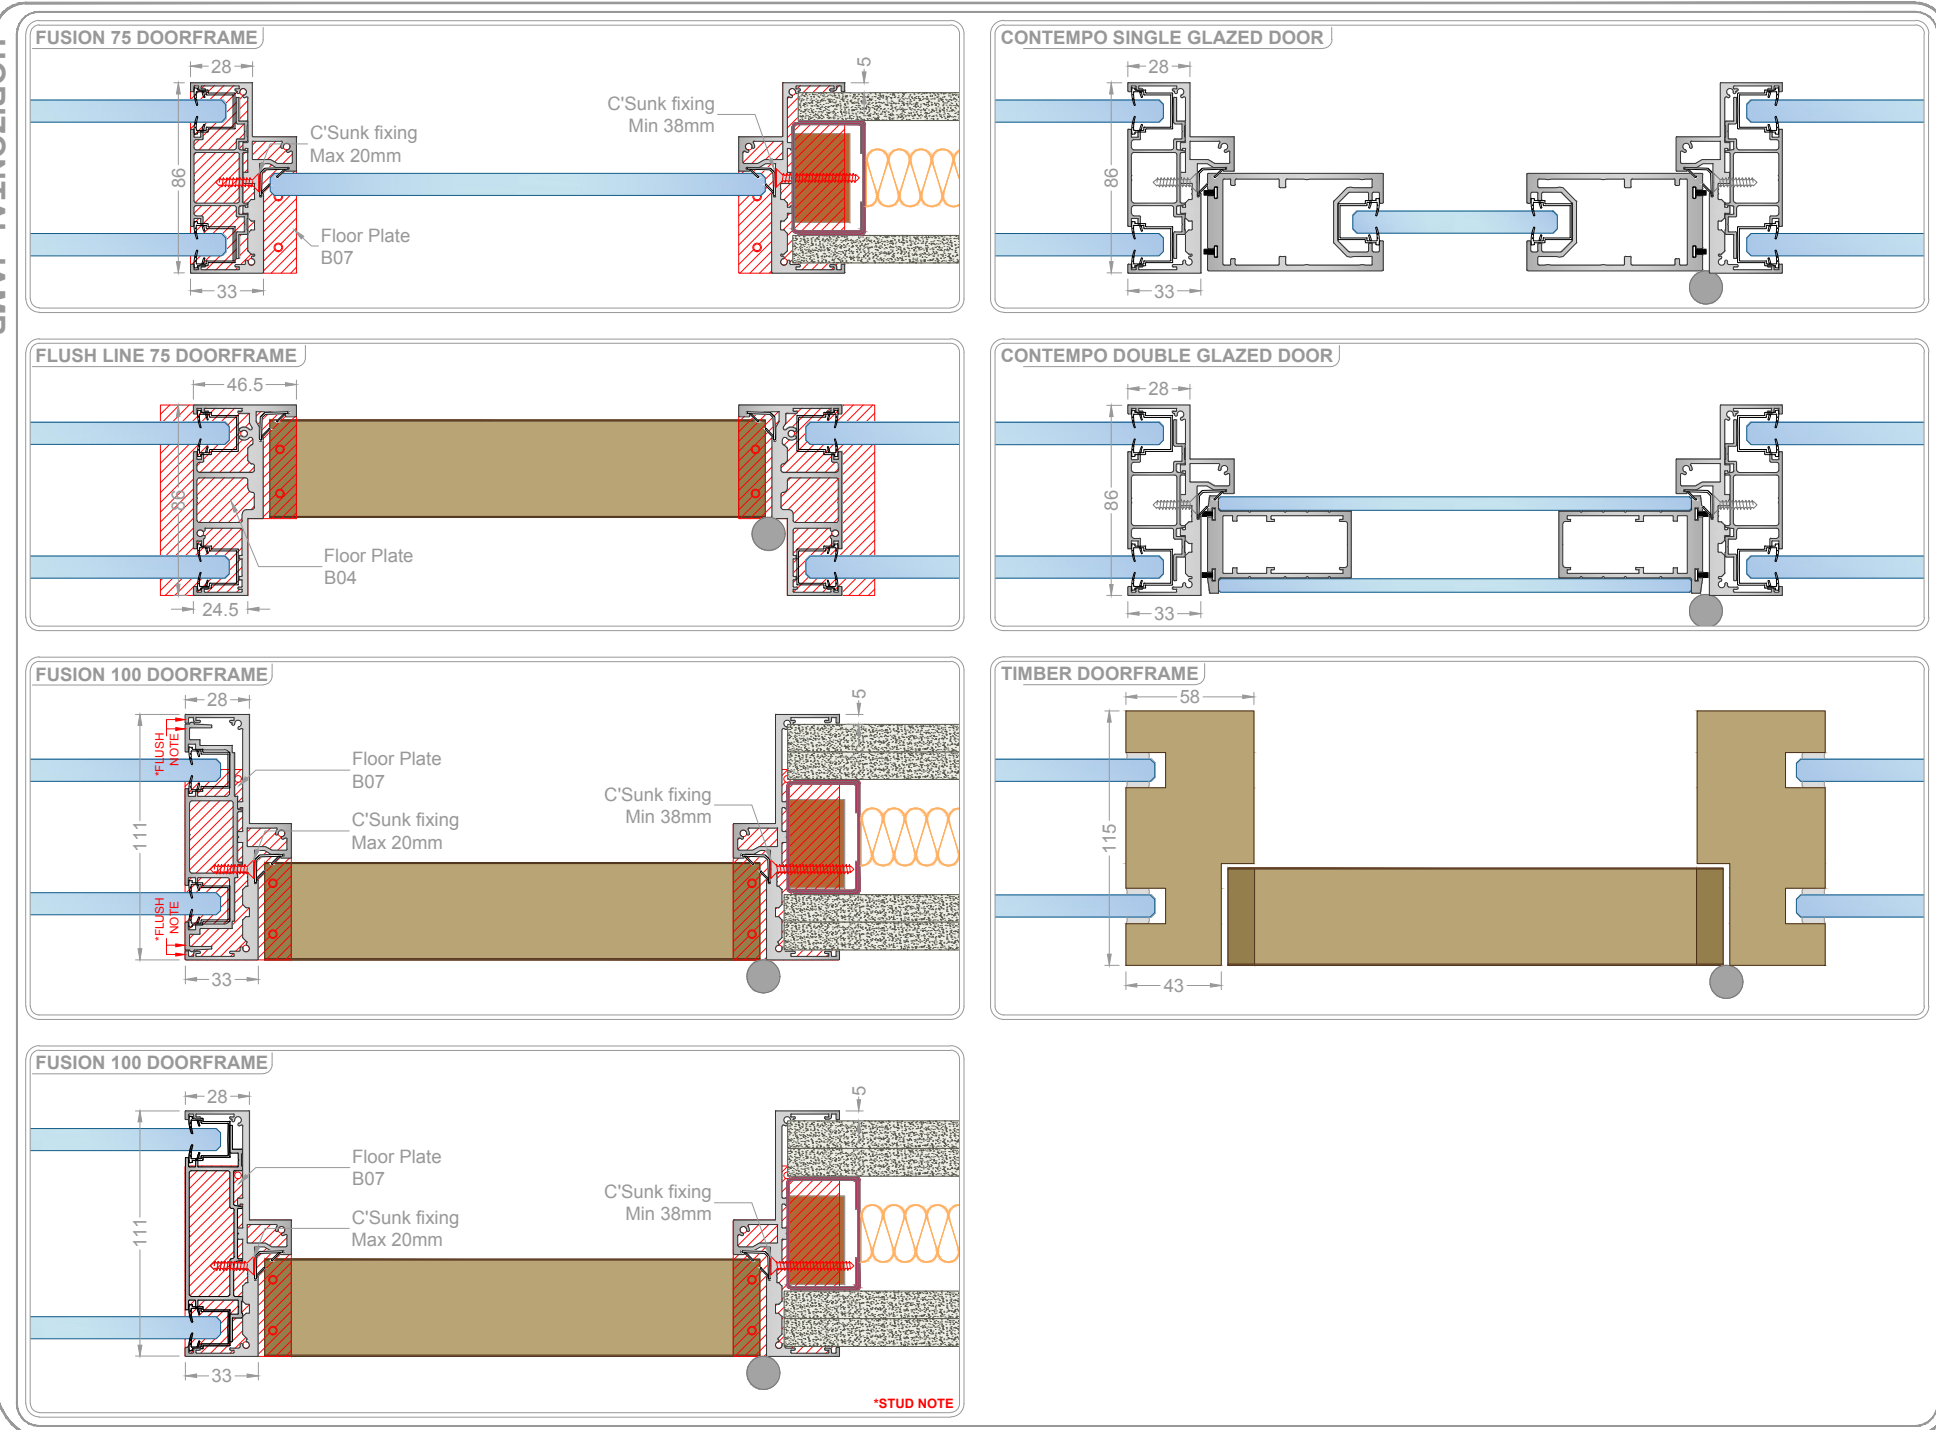 HORIZONTAL JAMB
FUSION 75 DOORFRAME
28
5
C'Sunk fixing
Max 20mm
C'Sunk fixing
Min 38mm
86
Floor Plate
B07
33
CONTEMPO SINGLE GLAZED DOOR
28
86
33
FLUSH LINE 75 DOORFRAME
46.5
86
Floor Plate
B04
24.5
CONTEMPO DOUBLE GLAZED DOOR
28
86
33
FUSION 100 DOORFRAME
28
5
*FLUSH
NOTE
Floor Plate
B07
C'Sunk fixing
Max 20mm
C'Sunk fixing
Min 38mm
111
*FLUSH
NOTE
33
TIMBER DOORFRAME
58
115
43
FUSION 100 DOORFRAME
28
5
Floor Plate
B07
C'Sunk fixing
Max 20mm
C'Sunk fixing
Min 38mm
111
33
*STUD NOTE